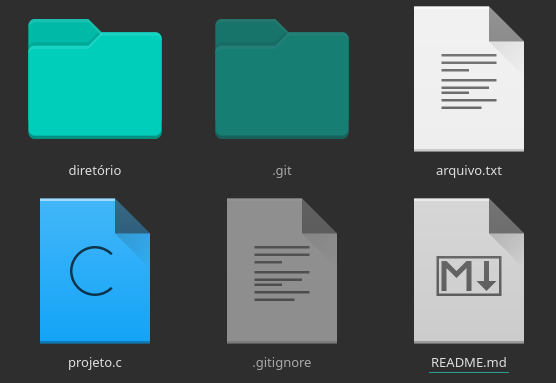 diretório
.git
arquivo.txt
C
projeto.c
.gitignore
M
README.md